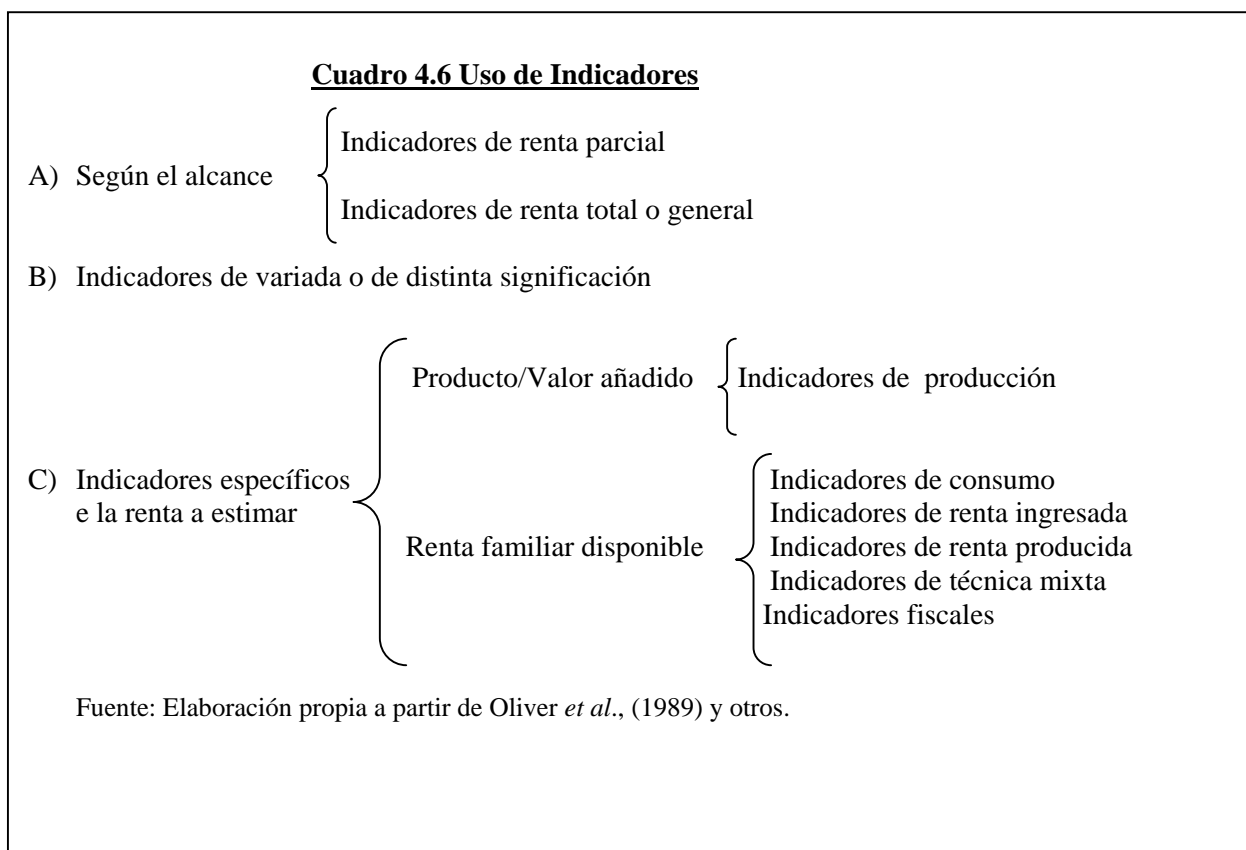 Cuadro 4.6 Uso de Indicadores
Indicadores de renta parcial
A) Según el alcance
Indicadores de renta total o general
B) Indicadores de variada o de distinta significación
Producto/Valor añadido Indicadores de producción
C) Indicadores específicos
e la renta a estimar
Indicadores de consumo
Indicadores de renta ingresada
Renta familiar disponible Indicadores de renta producida
Indicadores de técnica mixta
Indicadores fiscales
Fuente: Elaboración propia a partir de Oliver et al., (1989) y otros.